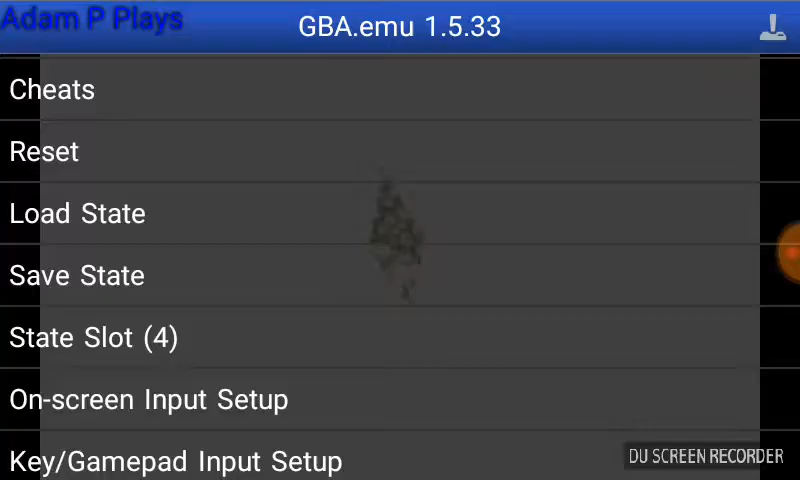 Adam P Plays
GBA.emu 1.5.33
Cheats
Reset
Load State
Save State
State Slot (4)
On-screen Input Setup
Key/Gamepad Input Setup
DU SCREEN RECORDER